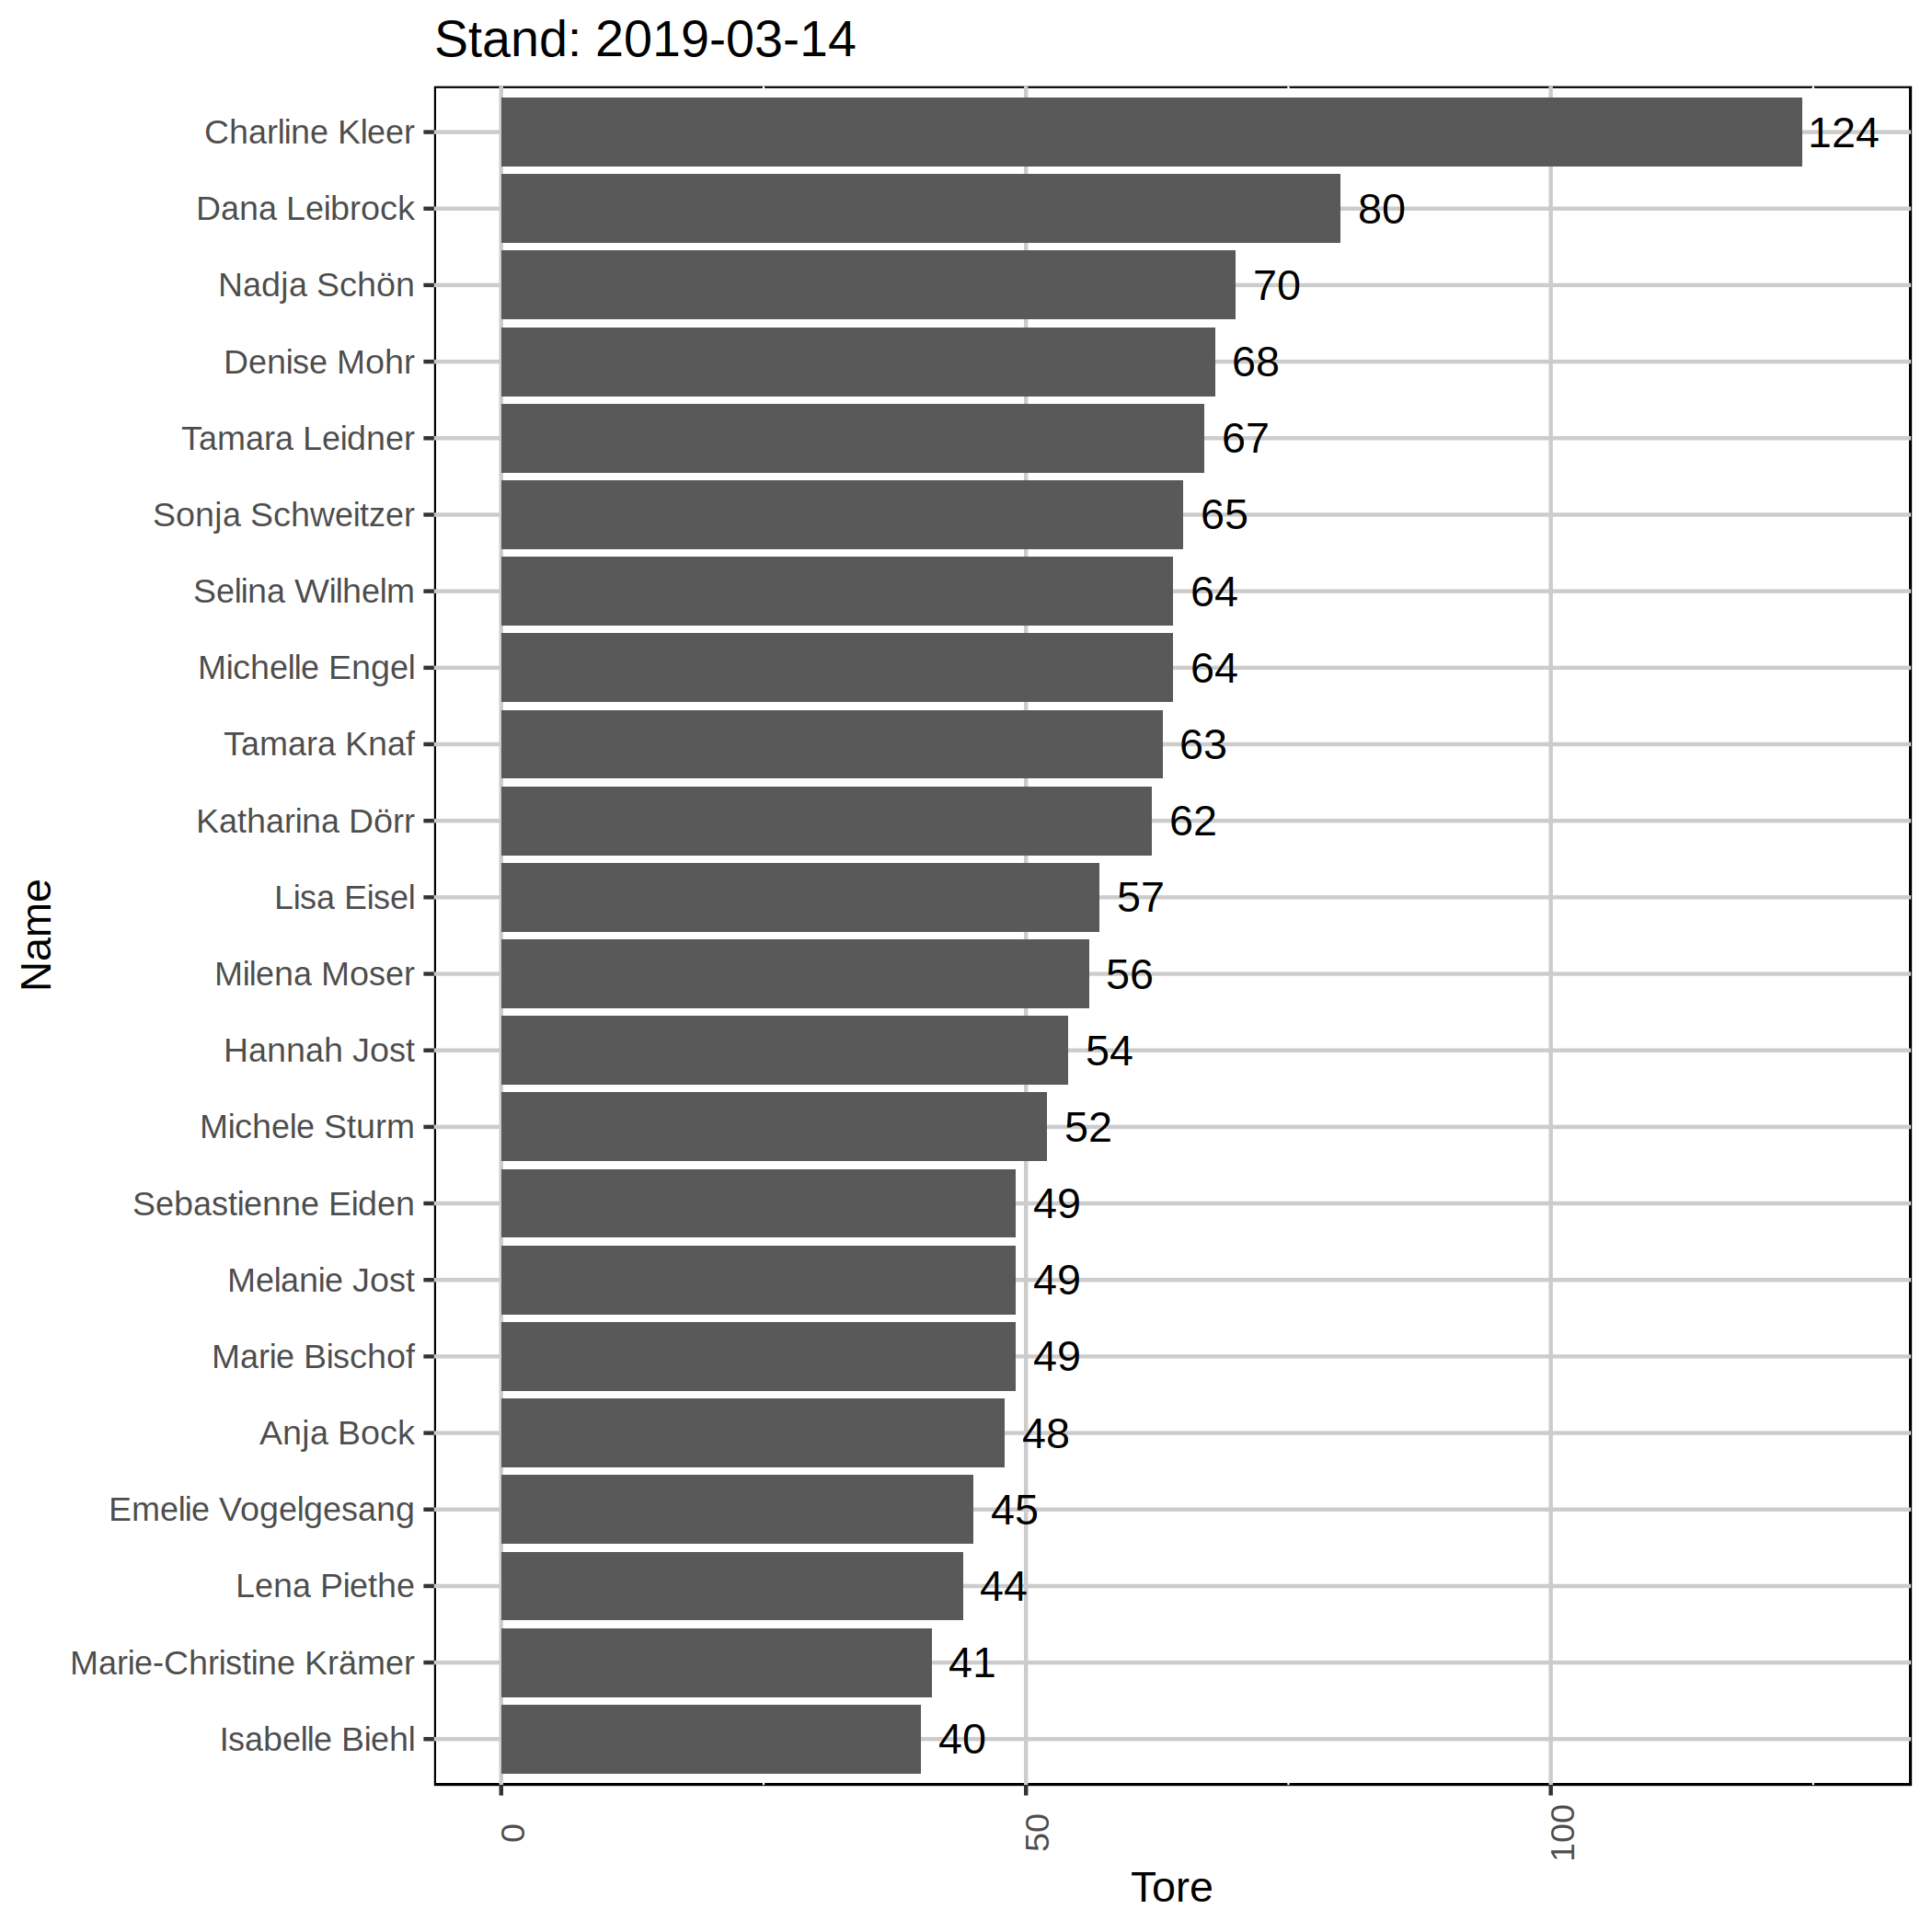 Stand: 2019-03-14
Charline Kleer 124
Dana Leibrock 80
Nadja Schön 70
Denise Mohr 68
Tamara Leidner 67
Sonja Schweitzer 65
Selina Wilhelm 64
Michelle Engel 64
Tamara Knaf 63
Katharina Dörr 62
Lisa Eisel 57
Milena Moser 56
Hannah Jost 54
Michele Sturm 52
Sebastienne Eiden 49
Melanie Jost 49
Marie Bischof 49
Anja Bock 48
Emelie Vogelgesang 45
Lena Piethe 44
Marie-Christine Krämer 41
Isabelle Biehl 40
Name
0 50 100
Tore